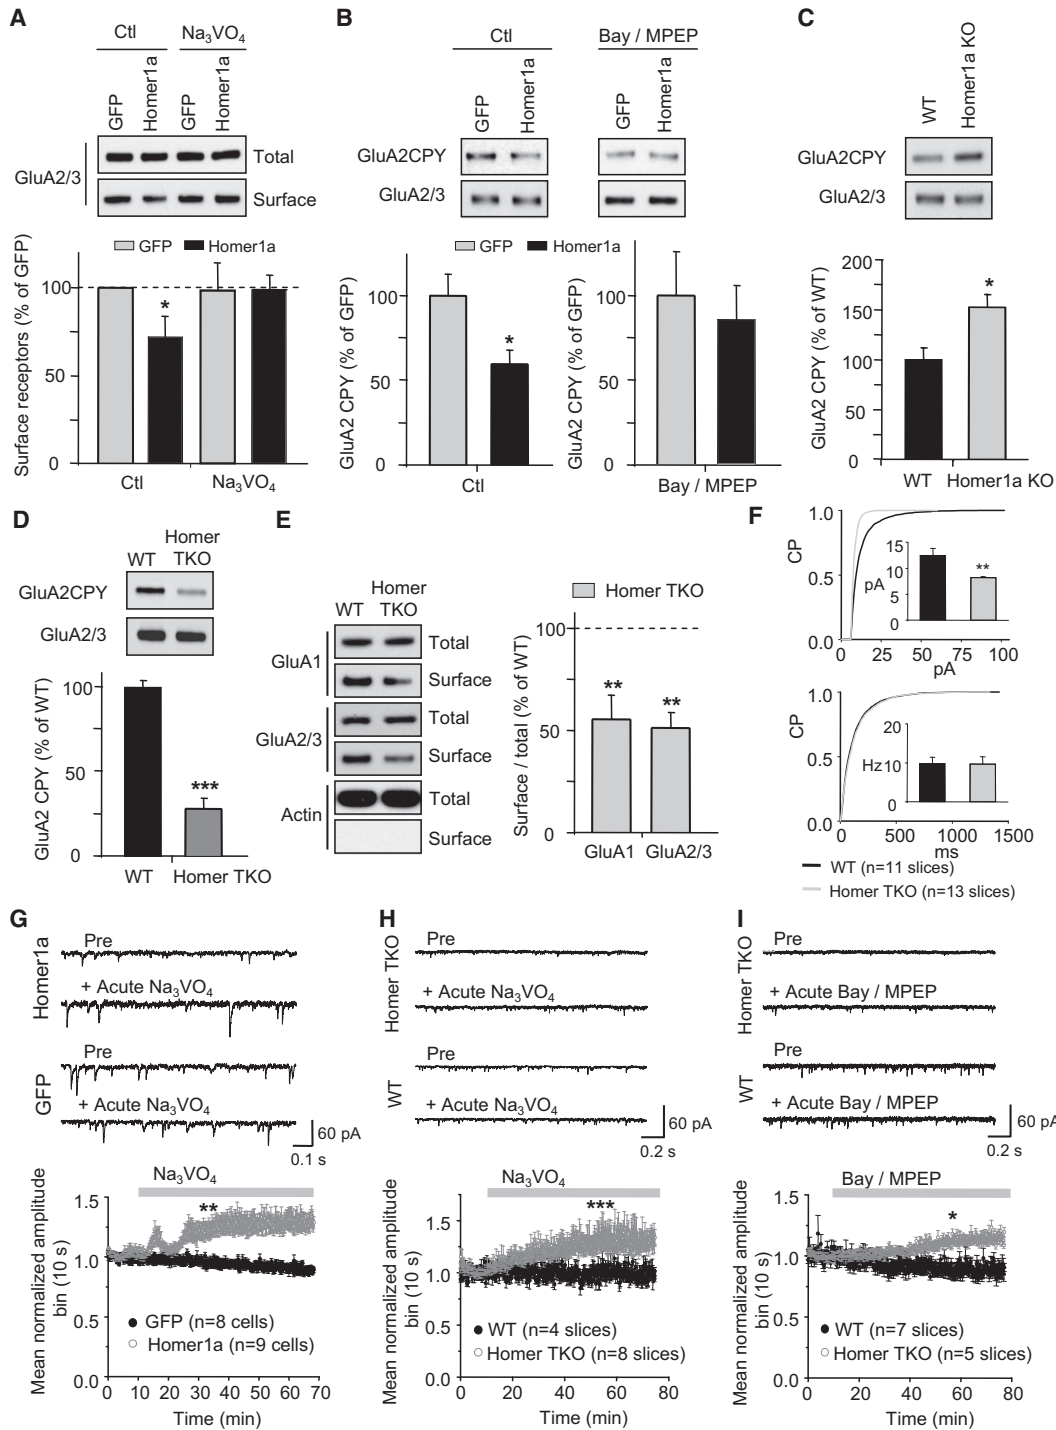 A
Ctl
Na3VO4
GFP
Homer1a
GFP
Homer1a
GluA2/3
Total
Surface
GFP
Homer1a
Surface receptors (% of GFP)
100
50
0
*
Ctl
Na3VO4
B
Ctl
Bay / MPEP
GFP
Homer1a
GFP
Homer1a
GluA2CPY
GluA2/3
GFP
Homer1a
GluA2 CPY (% of GFP)
100
50
0
*
Ctl
GluA2 CPY (% of GFP)
100
50
0
Bay / MPEP
C
WT
Homer1a KO
GluA2CPY
GluA2/3
GluA2 CPY (% of WT)
200
150
100
50
0
*
WT
Homer1a KO
D
WT
Homer
TKO
GluA2CPY
GluA2/3
GluA2 CPY (% of WT)
100
50
0
***
WT
Homer TKO
E
WT
Homer
TKO
GluA1
Total
Surface
GluA2/3
Total
Surface
Actin
Total
Surface
Homer TKO
Surface / total (% of WT)
100
50
0
**
**
GluA1
GluA2/3
F
CP
1.0
0.5
0.0
15
10
pA
5
0
**
0 25 50 75 100
pA
CP
1.0
0.5
0.0
20
Hz 10
0
0 500 1000 1500
ms
WT (n=11 slices)
Homer TKO (n=13 slices)
G
Homer1a
Pre
+ Acute Na3VO4
GFP
Pre
+ Acute Na3VO4
60 pA
0.1 s
Na3VO4
Mean normalized amplitude
bin (10 s)
1.5
1.0
0.5
0.0
**
GFP (n=8 cells)
Homer1a (n=9 cells)
0 10 20 30 40 50 60 70
Time (min)
H
Homer TKO
Pre
+ Acute Na3VO4
WT
Pre
+ Acute Na3VO4
60 pA
0.2 s
Na3VO4
Mean normalized amplitude
bin (10 s)
1.5
1.0
0.5
0.0
***
WT (n=4 slices)
Homer TKO (n=8 slices)
0 20 40 60 80
Time (min)
I
Homer TKO
Pre
+ Acute Bay / MPEP
WT
Pre
+ Acute Bay / MPEP
60 pA
0.2 s
Bay / MPEP
Mean normalized amplitude
bin (10 s)
1.5
1.0
0.5
0.0
*
WT (n=7 slices)
Homer TKO (n=5 slices)
0 20 40 60 80
Time (min)